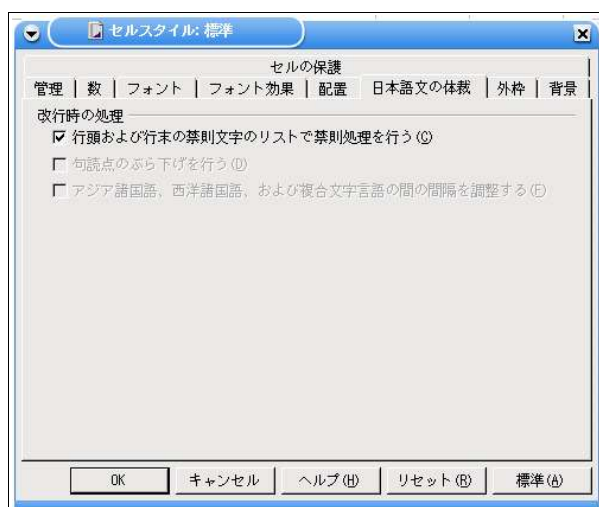 セルスタイル: 標準
セルの保護
管理 数 フォント フォント効果 配置 日本語文の体裁 外枠 背景
改行時の処理
行頭および行末の禁則文字のリストで禁則処理を行う(C)
句読点のぶら下げを行う(D)
アジア諸国語、西洋諸国語、および複合文字言語の間の間隔を調整する(E)
OK キャンセル ヘルプ(H) リセット(R) 標準(A)